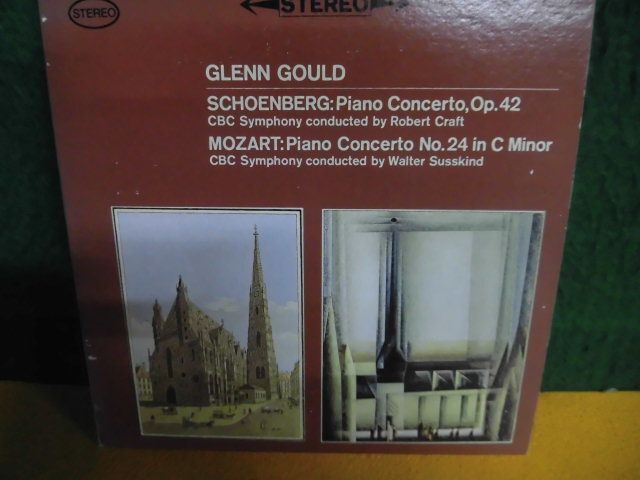 STEREO
STEREO
GLENN GOULD
SCHOENBERG: Piano Concerto, Op. 42
CBC Symphony conducted by Robert Craft
MOZART: Piano Concerto No. 24 in C Minor
CBC Symphony conducted by Walter Susskind